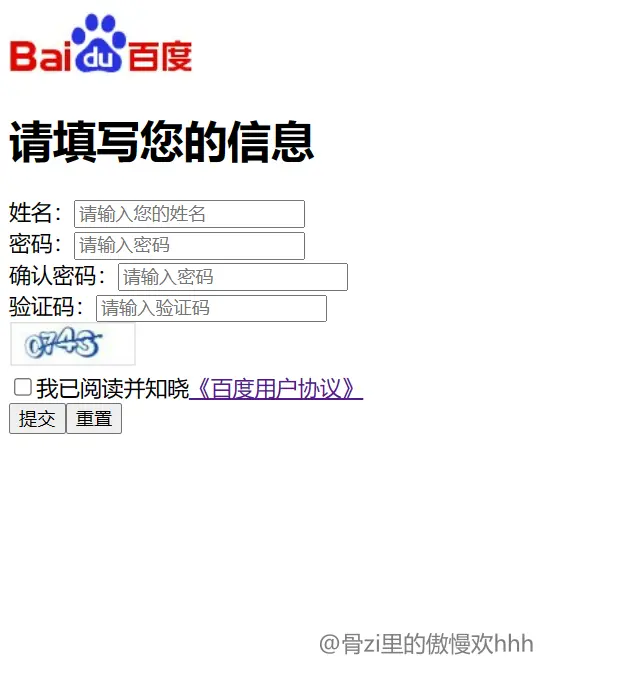 Bai du 百度
请填写您的信息
姓名：请输入您的姓名
密码：请输入密码
确认密码：请输入密码
验证码：请输入验证码
0743
我已阅读并知晓《百度用户协议》
提交 重置
@骨zi里的傲慢欢hhh